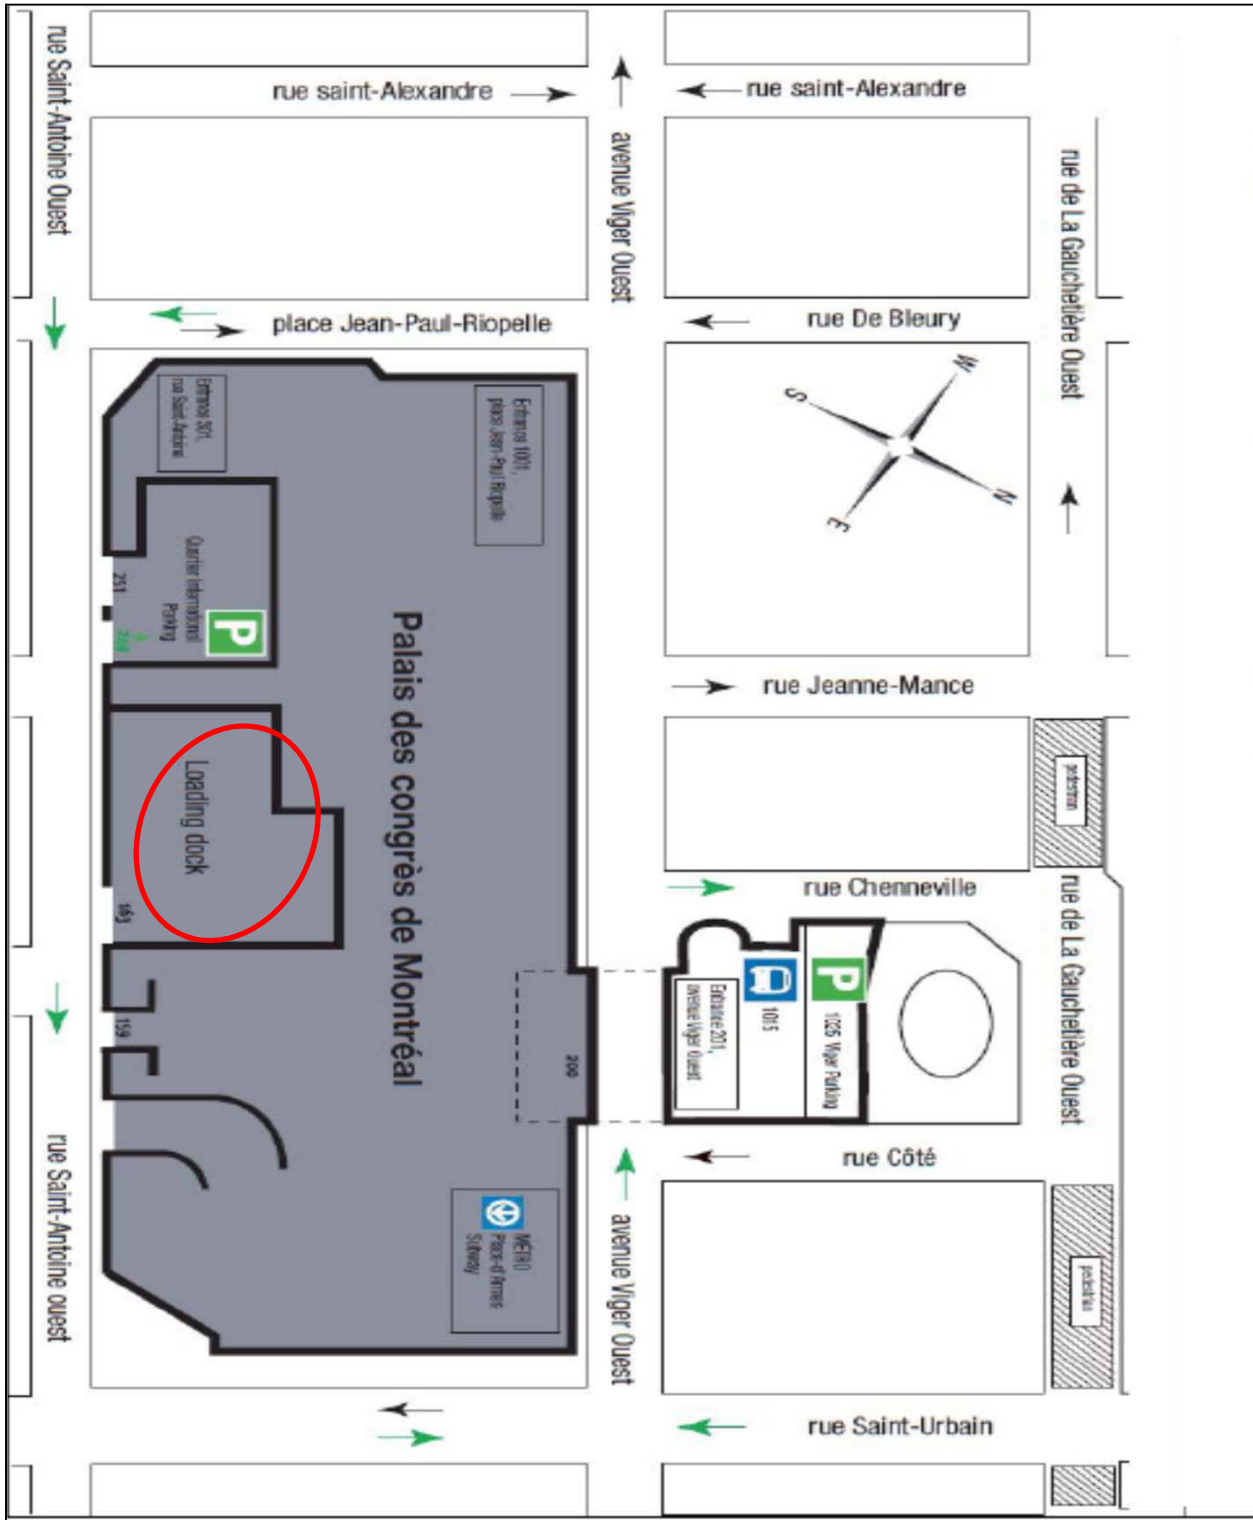 rue Saint-Antoine Ouest
rue saint-Alexandre
rue saint-Alexandre
avenue Viger Ouest
rue de La Gauchetière Ouest
place Jean-Paul-Riopelle
rue De Bleury
Entrance 301,
rue Saint-Antoine
Entrance 1001,
place Jean-Paul Riopelle
W
S
N
E
251
Quartier International
Parking
P
249
Palais des congrès de Montréal
rue Jeanne-Mance
pedestrian
Loading dock
163
rue Chenneville
rue de La Gauchetière Ouest
P
1015
1025 Viger Parking
Entrance 201,
avenue Viger Ouest
159
200
rue Côté
rue Saint-Antoine ouest
MÉTRO
Place-d'Armes
Subway
avenue Viger Ouest
pedestrian
rue Saint-Urbain